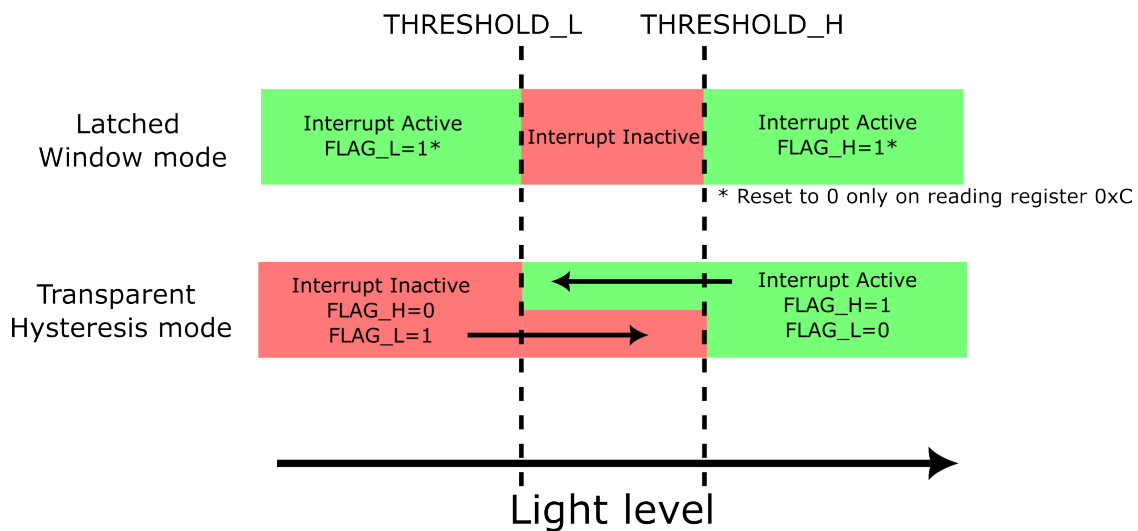 THRESHOLD_L THRESHOLD_H
Latched
Window mode
Interrupt Active
FLAG_L=1*
Interrupt Inactive
Interrupt Active
FLAG_H=1*
* Reset to 0 only on reading register 0xC
Transparent
Hysteresis mode
Interrupt Inactive
FLAG_H=0
FLAG_L=1
Interrupt Active
FLAG_H=1
FLAG_L=0
Light level